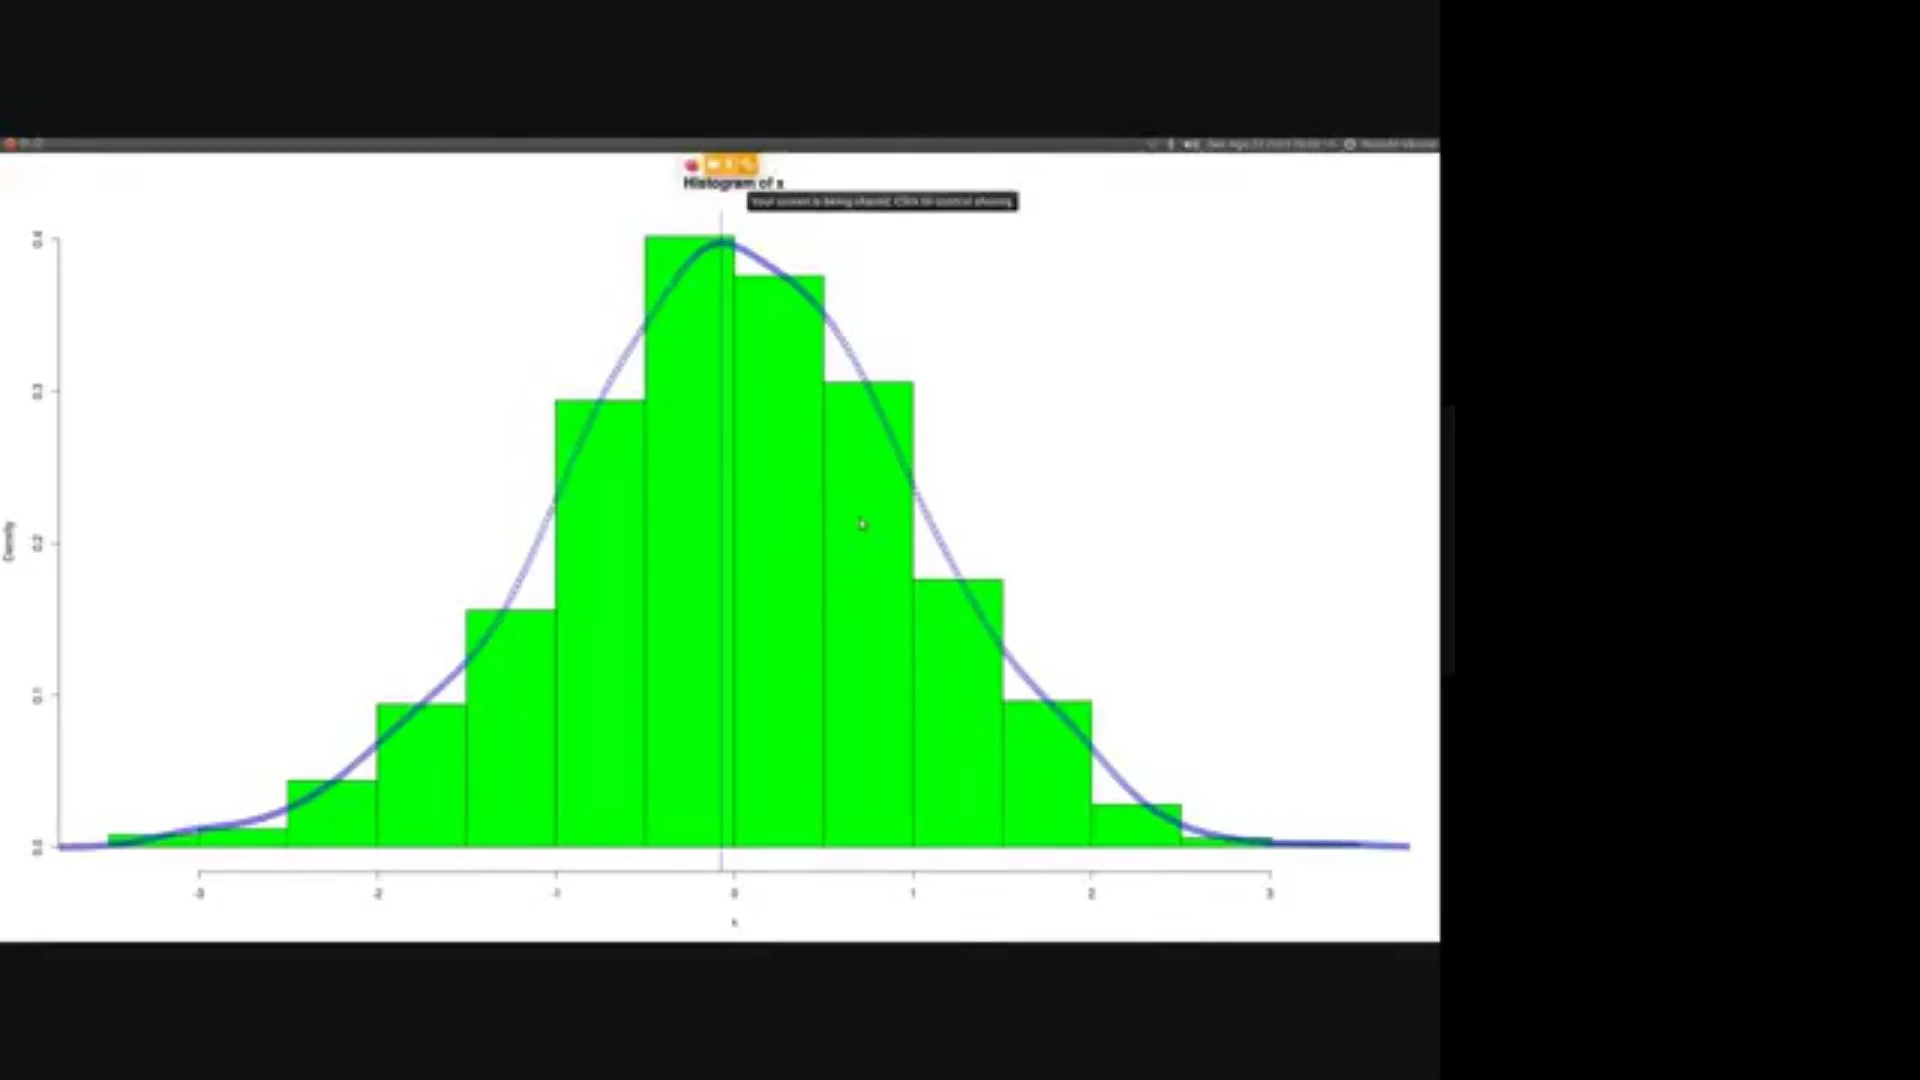 Histogram of x
Your screen is being shared. Click to control sharing.
0.4
0.3
0.2
0.1
0.0
Density
-3 -2 -1 0 1 2 3
x